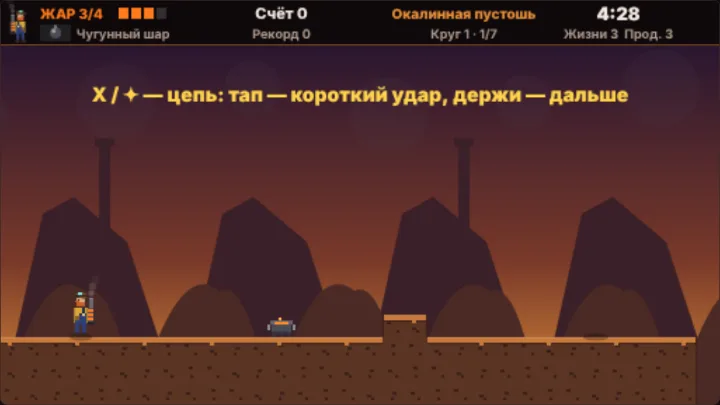 ЖАР 3/4
Чугунный шар
Счёт 0
Рекорд 0
Окалинная пустошь
Круг 1 · 1/7
4:28
Жизни 3 Прод. 3
X / ✦ — цепь: тап — короткий удар, держи — дальше